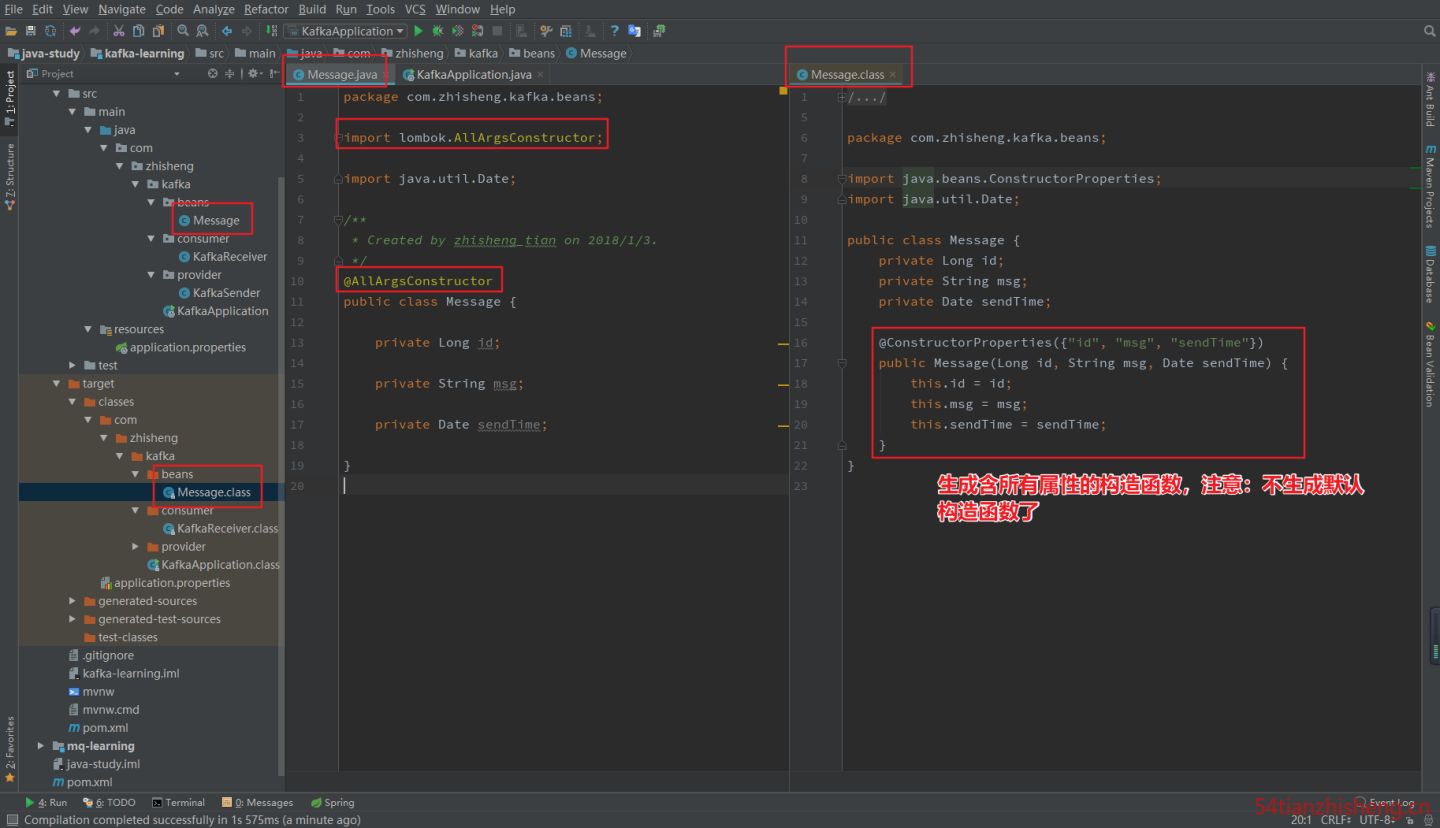 File Edit View Navigate Code Analyze Refactor Build Run Tools VCS Window Help
KafkaApplication
java-study kafka-learning src main java com zhisheng kafka beans Message
Project
Message.java KafkaApplication.java
Message.class
1: Project
7: Structure
2: Favorites
src
main
java
com
zhisheng
kafka
beans
Message
consumer
KafkaReceiver
provider
KafkaSender
KafkaApplication
resources
application.properties
test
target
classes
com
zhisheng
kafka
beans
Message.class
consumer
KafkaReceiver.class
provider
KafkaApplication.class
application.properties
generated-sources
generated-test-sources
test-classes
.gitignore
kafka-learning.iml
mvnw
mvnw.cmd
pom.xml
mq-learning
java-study.iml
pom.xml
1 package com.zhisheng.kafka.beans;
2
3 import lombok.AllArgsConstructor;
4
5 import java.util.Date;
6
7 /**
8 * Created by zhisheng_tian on 2018/1/3.
9 */
10 @AllArgsConstructor
11 public class Message {
12
13 private Long id;
14
15 private String msg;
16
17 private Date sendTime;
18
19 }
20
1 /.../
5
6 package com.zhisheng.kafka.beans;
7
8 import java.beans.ConstructorProperties;
9 import java.util.Date;
10
11 public class Message {
12 private Long id;
13 private String msg;
14 private Date sendTime;
15
16 @ConstructorProperties({"id", "msg", "sendTime"})
17 public Message(Long id, String msg, Date sendTime) {
18 this.id = id;
19 this.msg = msg;
20 this.sendTime = sendTime;
21 }
22 }
23
生成含所有属性的构造函数，注意：不生成默认
构造函数了
Ant Build
Maven Projects
Database
Bean Validation
4: Run 6: TODO Terminal 0: Messages Spring
Event Log
54tianzhisheng.cn
Compilation completed successfully in 1s 575ms (a minute ago)
20:1 CRLF UTF-8